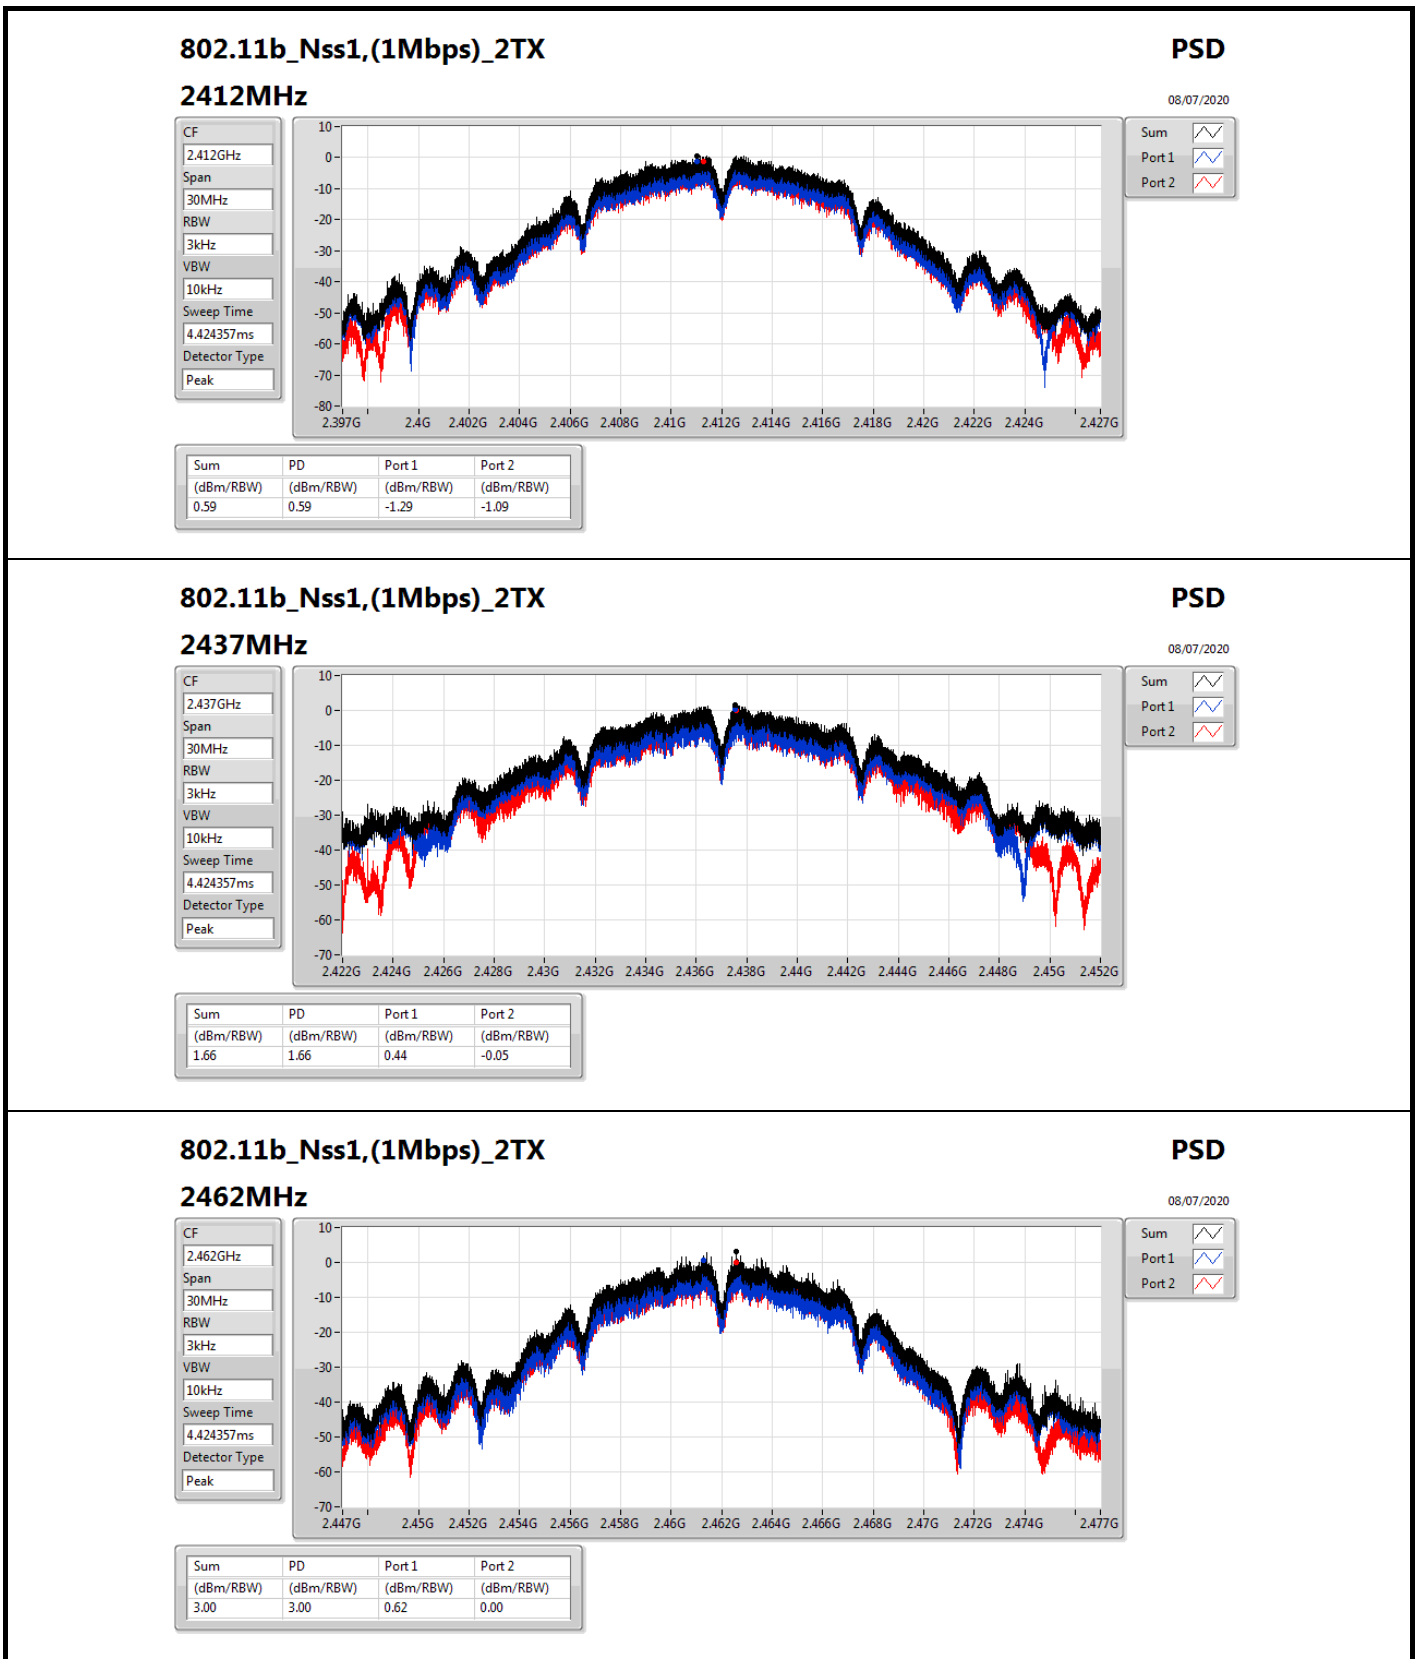 802.11b_Nss1,(1Mbps)_2TX PSD
2412MHz 08/07/2020
CF
2.412GHz
Span
30MHz
RBW
3kHz
VBW
10kHz
Sweep Time
4.424357ms
Detector Type
Peak
10
0
-10
-20
-30
-40
-50
-60
-70
-80
2.397G 2.4G 2.402G 2.404G 2.406G 2.408G 2.41G 2.412G 2.414G 2.416G 2.418G 2.42G 2.422G 2.424G 2.427G
Sum
Port 1
Port 2
Sum PD Port 1 Port 2
(dBm/RBW) (dBm/RBW) (dBm/RBW) (dBm/RBW)
0.59 0.59 -1.29 -1.09
802.11b_Nss1,(1Mbps)_2TX PSD
2437MHz 08/07/2020
CF
2.437GHz
Span
30MHz
RBW
3kHz
VBW
10kHz
Sweep Time
4.424357ms
Detector Type
Peak
10
0
-10
-20
-30
-40
-50
-60
-70
2.422G 2.424G 2.426G 2.428G 2.43G 2.432G 2.434G 2.436G 2.438G 2.44G 2.442G 2.444G 2.446G 2.448G 2.45G 2.452G
Sum
Port 1
Port 2
Sum PD Port 1 Port 2
(dBm/RBW) (dBm/RBW) (dBm/RBW) (dBm/RBW)
1.66 1.66 0.44 -0.05
802.11b_Nss1,(1Mbps)_2TX PSD
2462MHz 08/07/2020
CF
2.462GHz
Span
30MHz
RBW
3kHz
VBW
10kHz
Sweep Time
4.424357ms
Detector Type
Peak
10
0
-10
-20
-30
-40
-50
-60
-70
2.447G 2.45G 2.452G 2.454G 2.456G 2.458G 2.46G 2.462G 2.464G 2.466G 2.468G 2.47G 2.472G 2.474G 2.477G
Sum
Port 1
Port 2
Sum PD Port 1 Port 2
(dBm/RBW) (dBm/RBW) (dBm/RBW) (dBm/RBW)
3.00 3.00 0.62 0.00